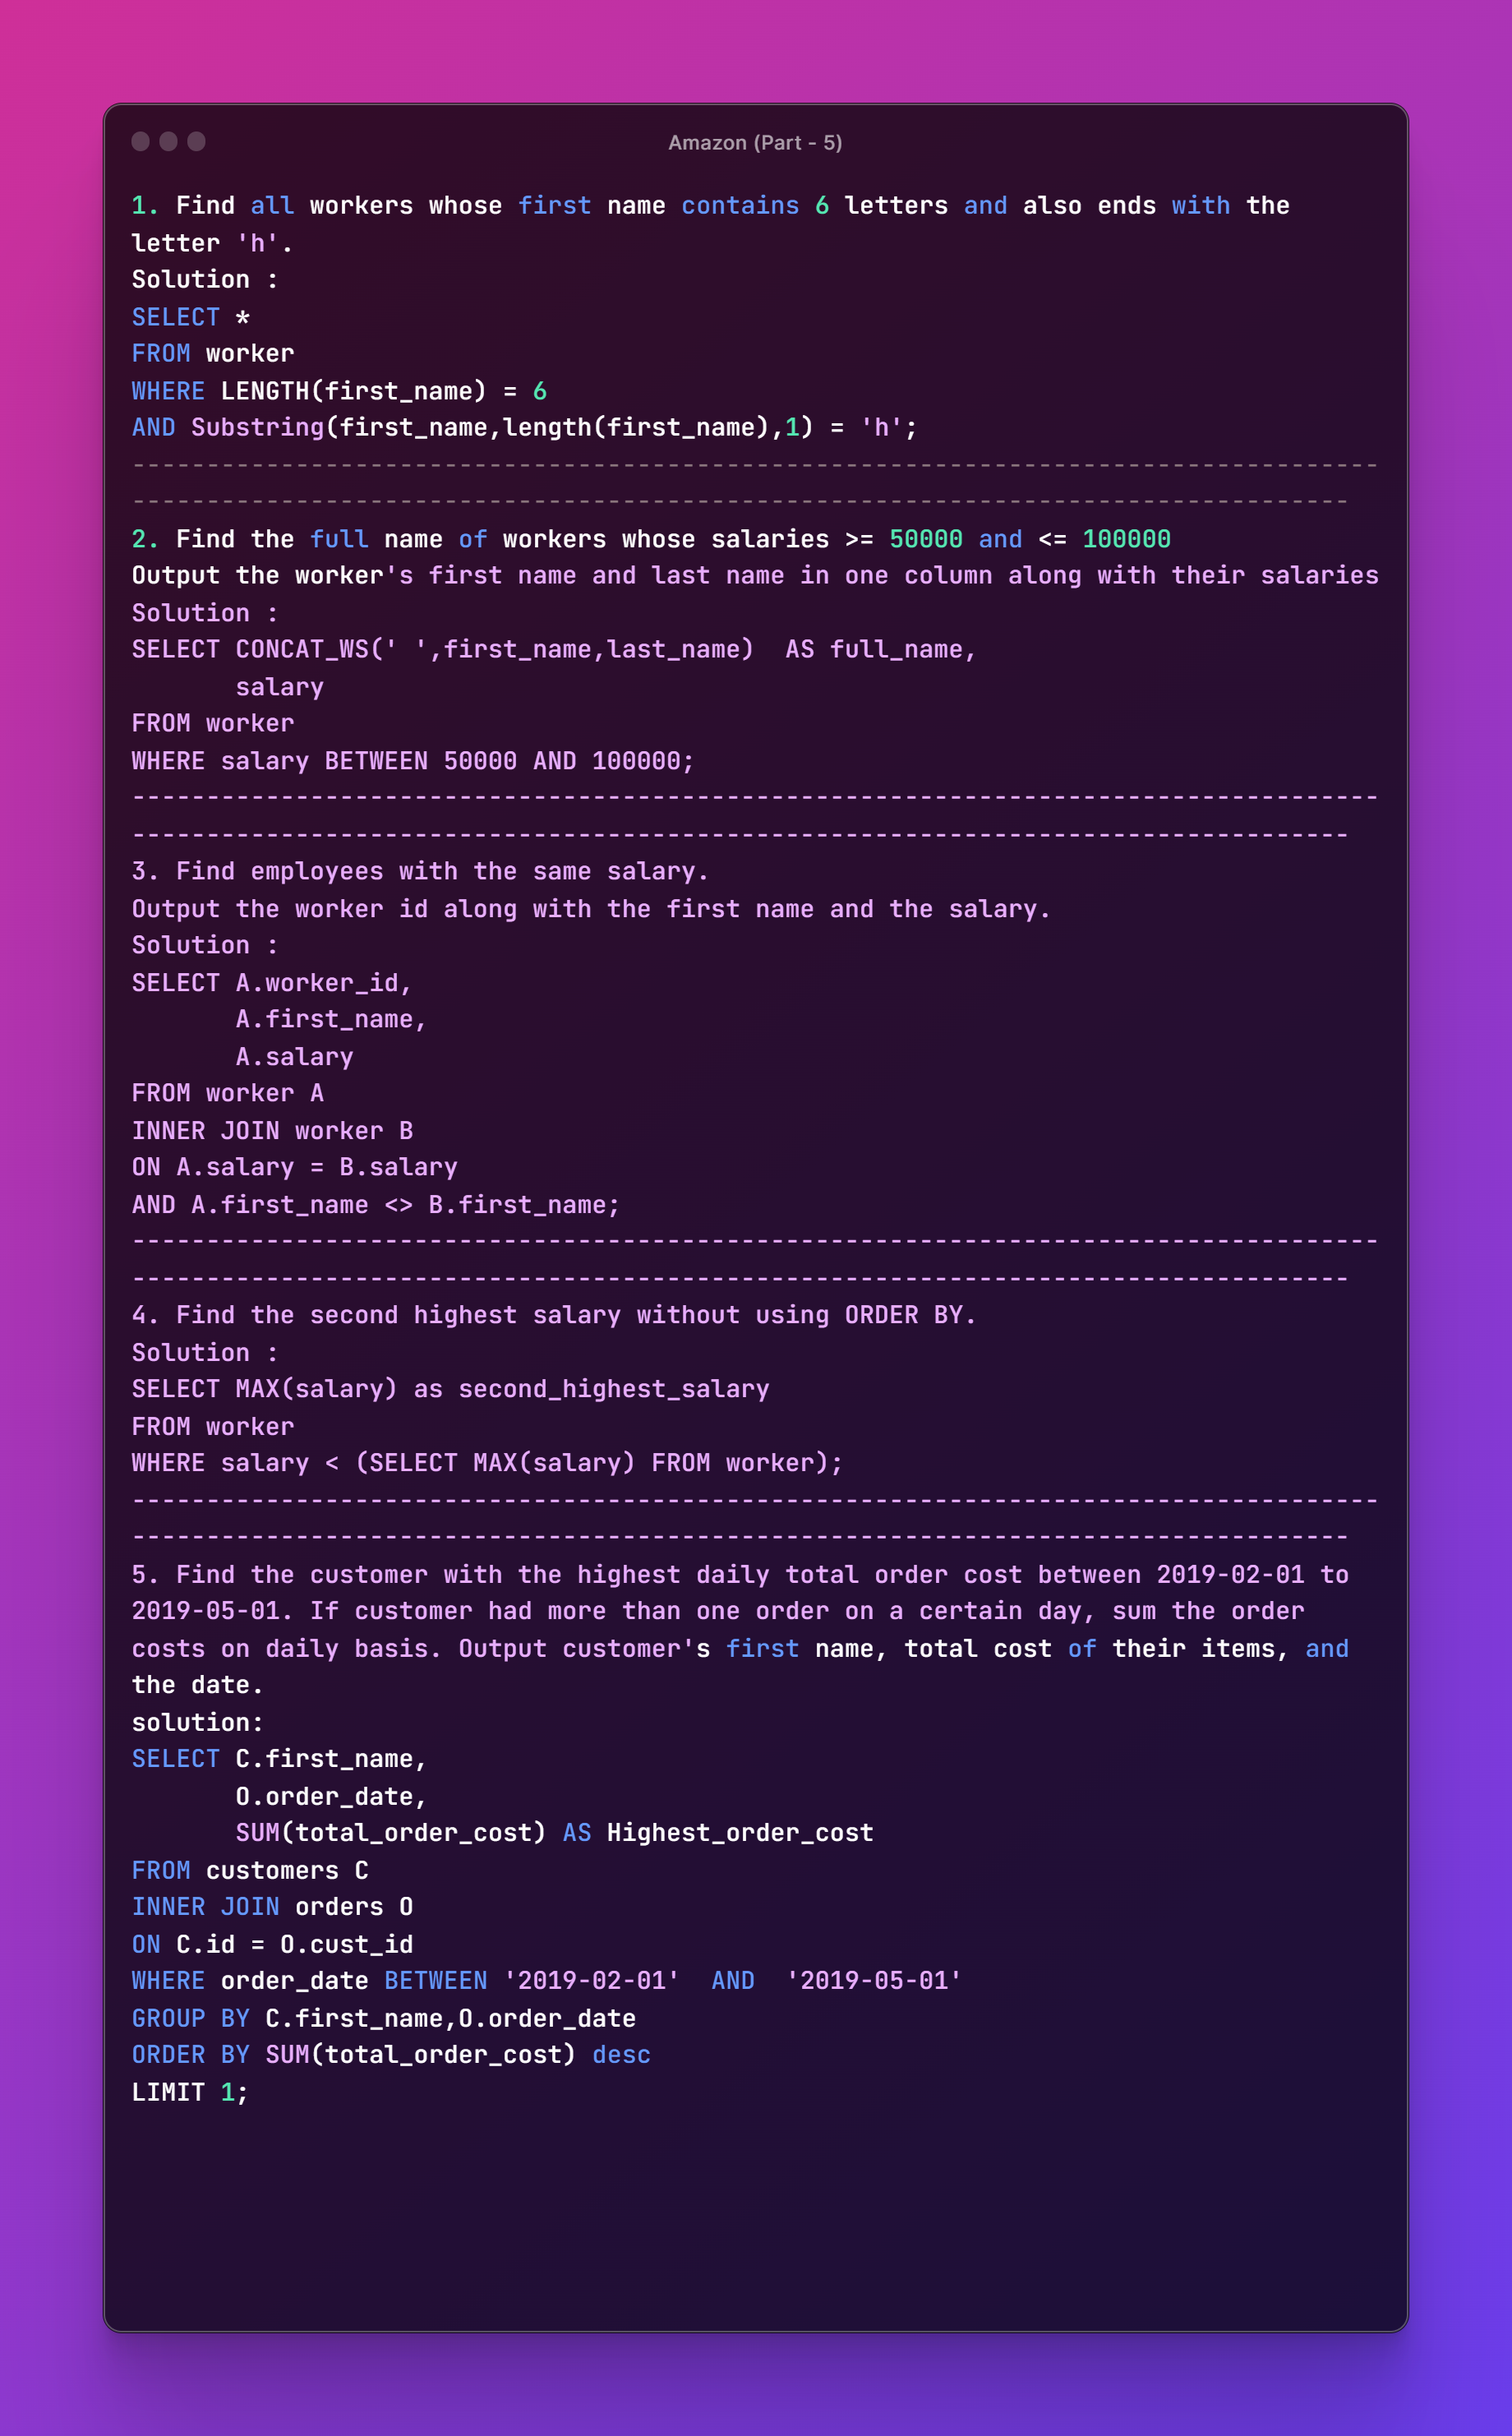 Amazon (Part - 5)
1. Find all workers whose first name contains 6 letters and also ends with the
letter 'h'.
Solution :
SELECT *
FROM worker
WHERE LENGTH(first_name) = 6
AND Substring(first_name,length(first_name),1) = 'h';
------------------------------------------------------------------------------------
----------------------------------------------------------------------------------
2. Find the full name of workers whose salaries >= 50000 and <= 100000
Output the worker's first name and last name in one column along with their salaries
Solution :
SELECT CONCAT_WS(' ',first_name,last_name)  AS full_name,
       salary
FROM worker
WHERE salary BETWEEN 50000 AND 100000;
------------------------------------------------------------------------------------
----------------------------------------------------------------------------------
3. Find employees with the same salary.
Output the worker id along with the first name and the salary.
Solution :
SELECT A.worker_id,
       A.first_name,
       A.salary
FROM worker A
INNER JOIN worker B
ON A.salary = B.salary
AND A.first_name <> B.first_name;
------------------------------------------------------------------------------------
----------------------------------------------------------------------------------
4. Find the second highest salary without using ORDER BY.
Solution :
SELECT MAX(salary) as second_highest_salary
FROM worker
WHERE salary < (SELECT MAX(salary) FROM worker);
------------------------------------------------------------------------------------
----------------------------------------------------------------------------------
5. Find the customer with the highest daily total order cost between 2019-02-01 to
2019-05-01. If customer had more than one order on a certain day, sum the order
costs on daily basis. Output customer's first name, total cost of their items, and
the date.
solution:
SELECT C.first_name,
       O.order_date,
       SUM(total_order_cost) AS Highest_order_cost
FROM customers C
INNER JOIN orders O
ON C.id = O.cust_id
WHERE order_date BETWEEN '2019-02-01'  AND  '2019-05-01'
GROUP BY C.first_name,O.order_date
ORDER BY SUM(total_order_cost) desc
LIMIT 1;